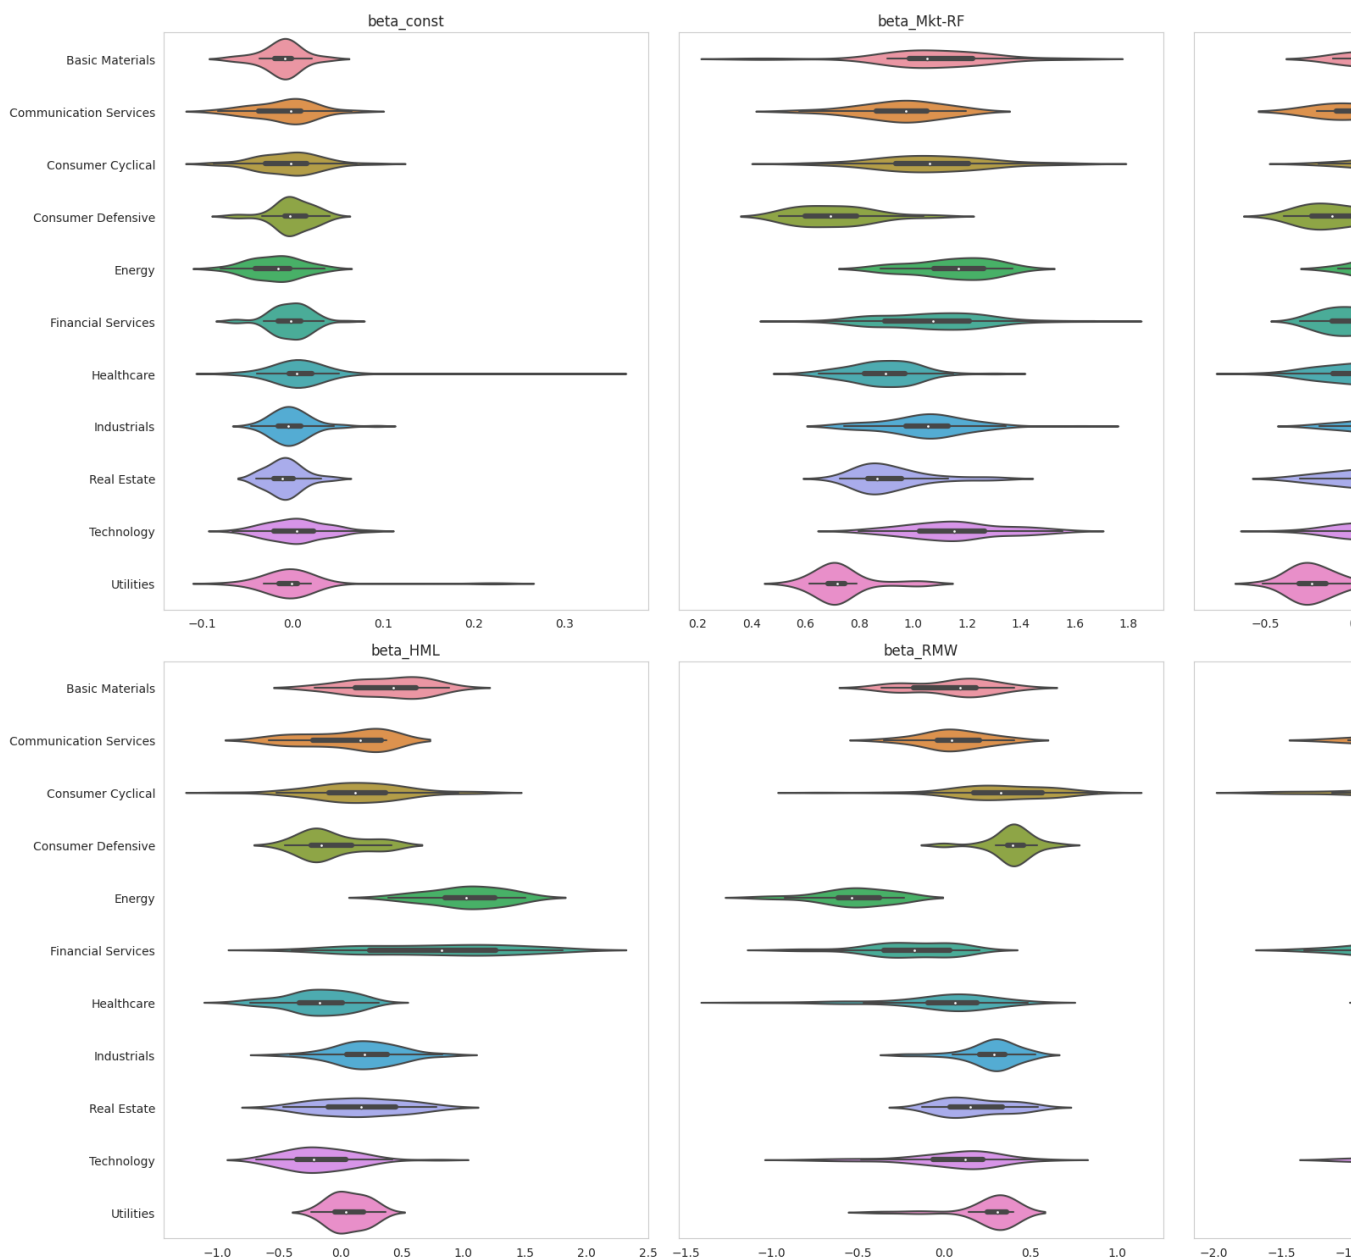 beta_const
beta_Mkt-RF
Basic Materials
Communication Services
Consumer Cyclical
Consumer Defensive
Energy
Financial Services
Healthcare
Industrials
Real Estate
Technology
Utilities
−0.1 0.0 0.1 0.2 0.3
0.2 0.4 0.6 0.8 1.0 1.2 1.4 1.6 1.8
−0.5
beta_HML
beta_RMW
Basic Materials
Communication Services
Consumer Cyclical
Consumer Defensive
Energy
Financial Services
Healthcare
Industrials
Real Estate
Technology
Utilities
−1.0 −0.5 0.0 0.5 1.0 1.5 2.0 2.5
−1.5 −1.0 −0.5 0.0 0.5 1.0
−2.0 −1.5